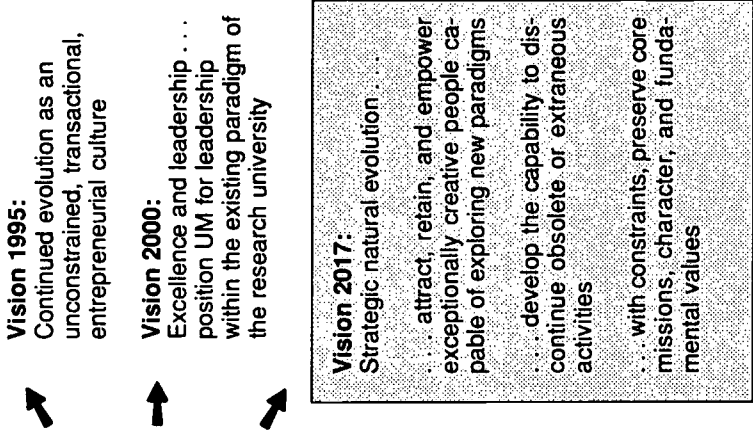 Vision 1995:
Continued evolution as an
unconstrained, transactional,
entrepreneurial culture
Vision 2000:
Excellence and leadership . . .
position UM for leadership
within the existing paradigm of
the research university
Vision 2017:
Strategic natural evolution . . . .
. . . attract, retain, and empower
exceptionally creative people ca-
pable of exploring new paradigms
. . . develop the capability to dis-
continue obsolete or extraneous
activities
. . . with constraints, preserve core
missions, character, and funda-
mental values